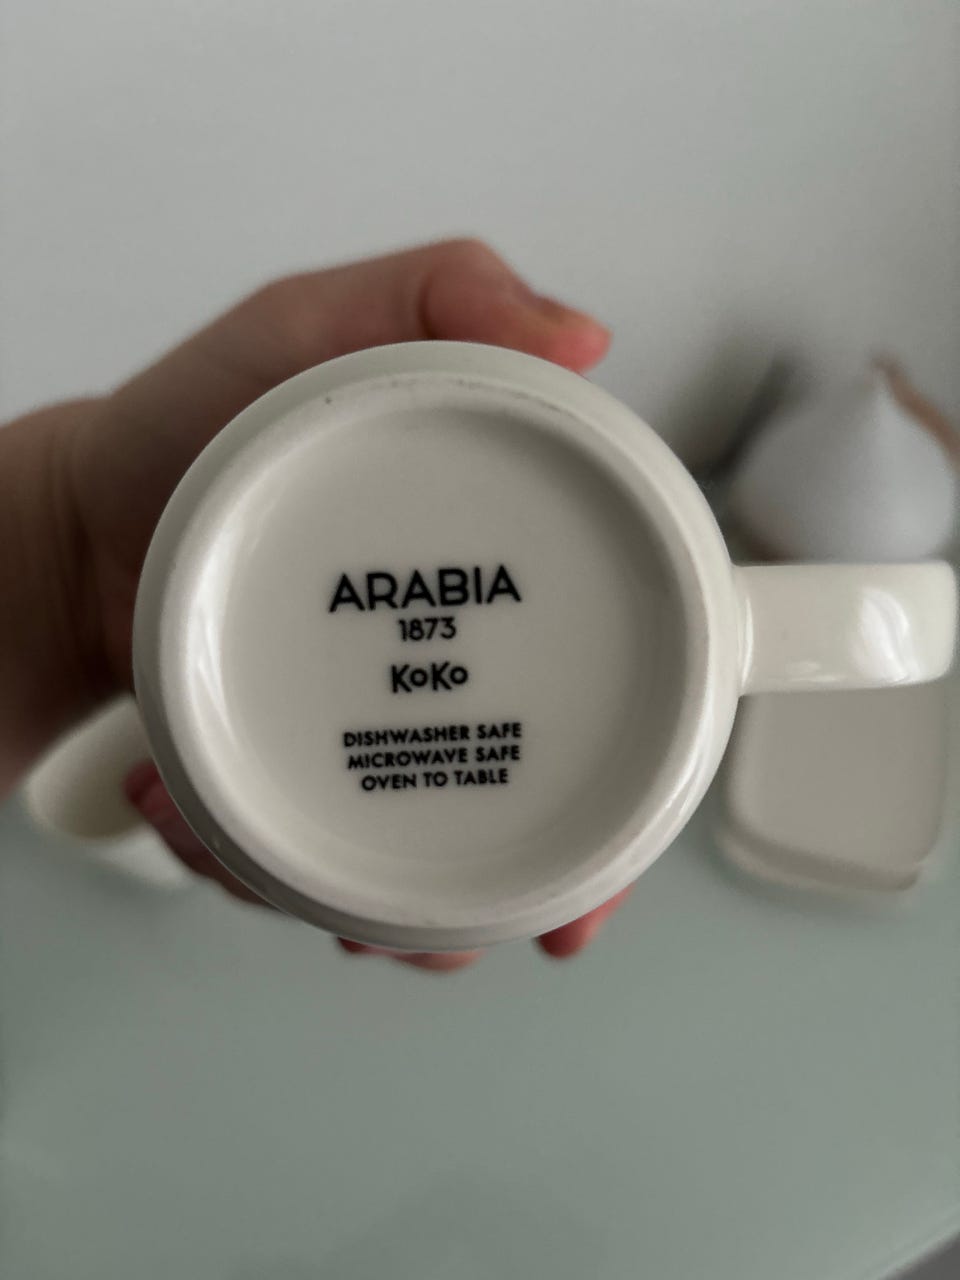 ARABIA
1873
KoKo
DISHWASHER SAFE
MICROWAVE SAFE
OVEN TO TABLE